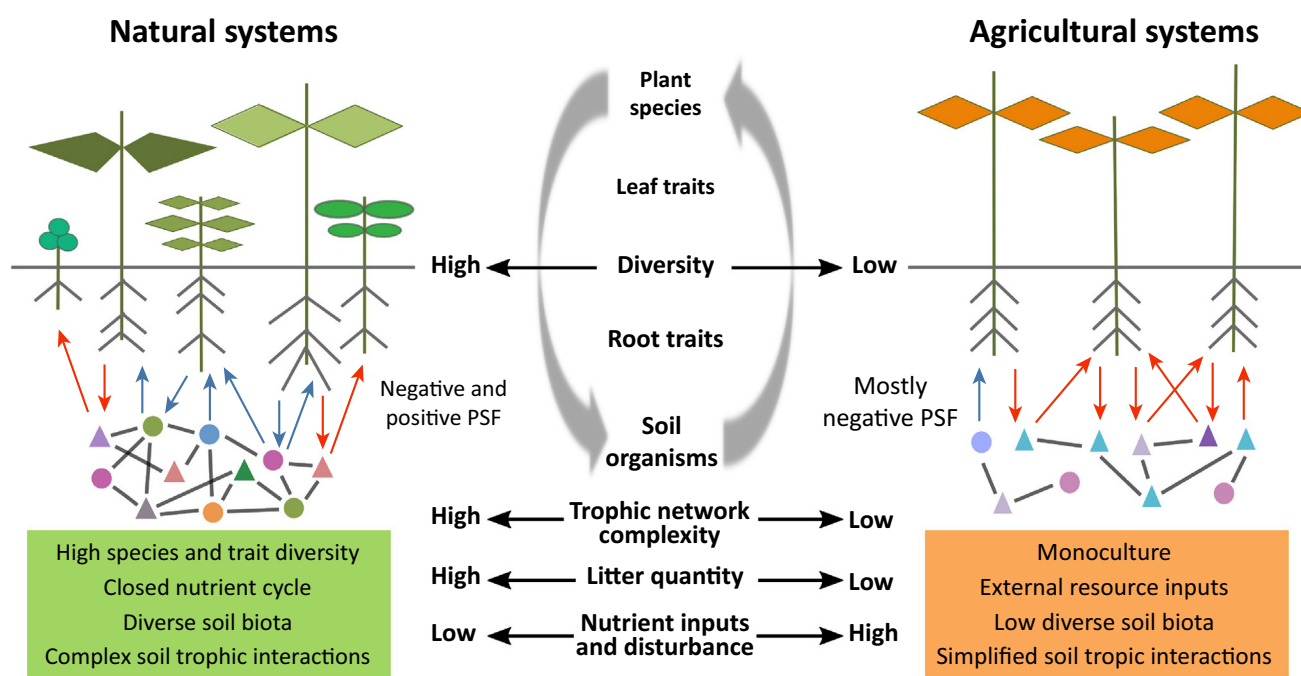 Natural systems
Agricultural systems
Plant
species
Leaf traits
High
Diversity
Low
Root traits
Negative and
positive PSF
Mostly
negative PSF
Soil
organisms
High
Trophic network
complexity
Low
High
Litter quantity
Low
Low
Nutrient inputs
and disturbance
High
High species and trait diversity
Closed nutrient cycle
Diverse soil biota
Complex soil trophic interactions
Monoculture
External resource inputs
Low diverse soil biota
Simplified soil tropic interactions